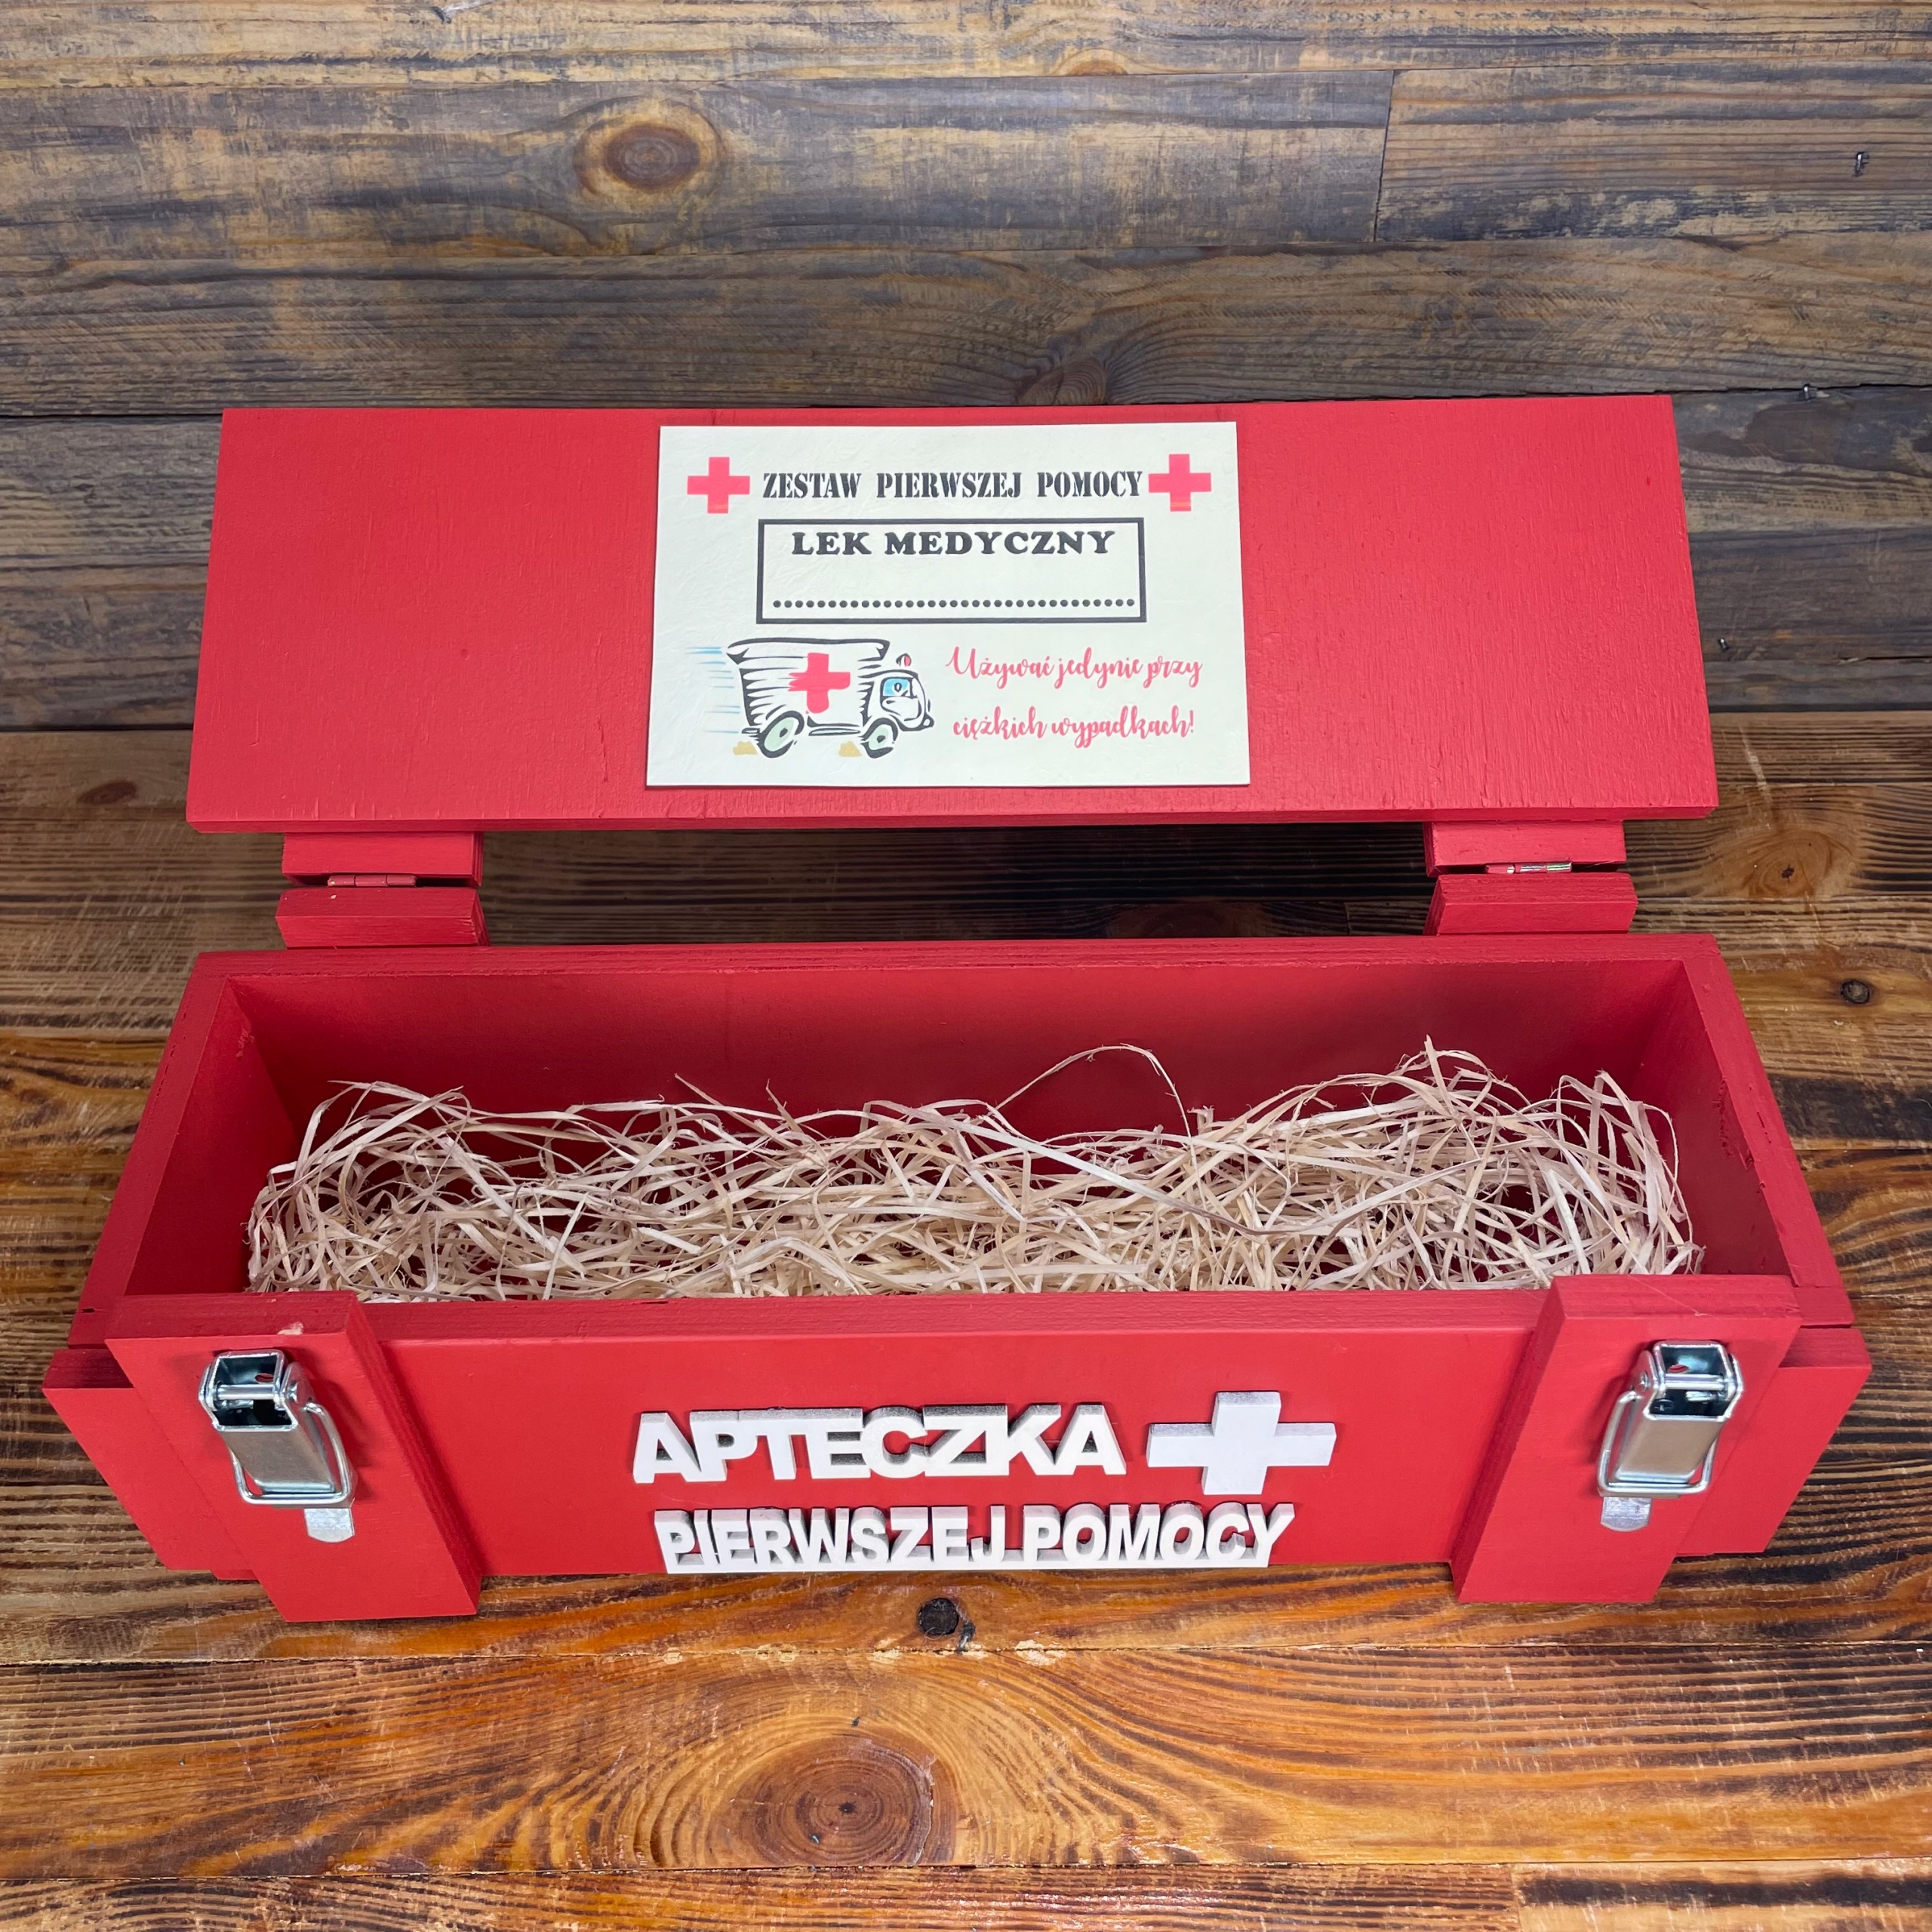 ZESTAW PIERWSZEJ POMOCY
LEK MEDYCZNY
........................................
Używać jedynie przy
ciężkich wypadkach!
APTECZKA
PIERWSZEJ POMOCY